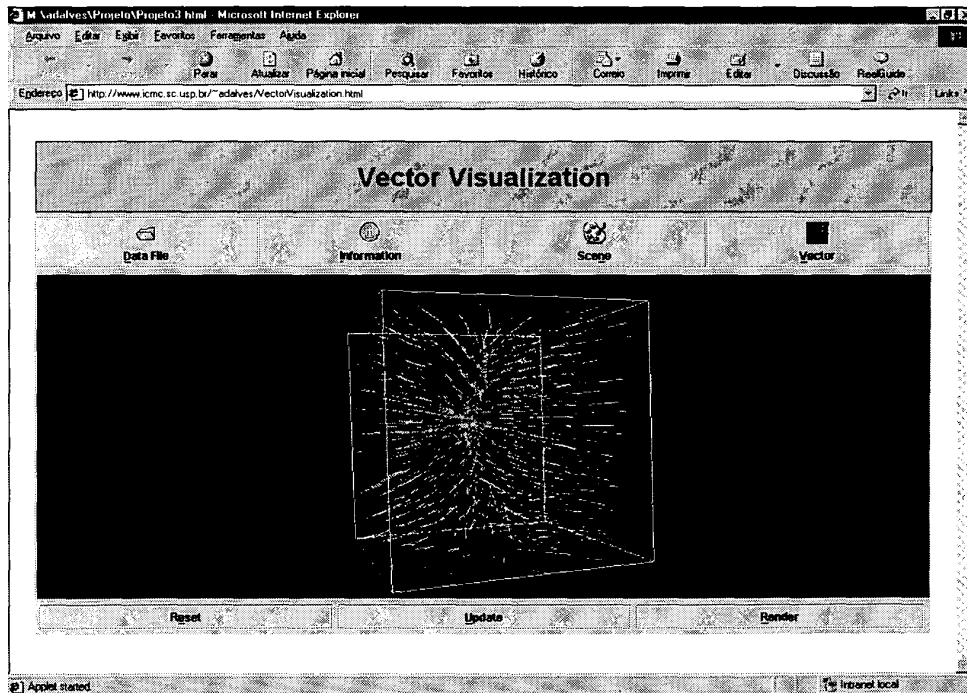 M:\adalves\Projeto\Projeto3.html - Microsoft Internet Explorer
Arquivo Editar Exibir Favoritos Ferramentas Ajuda
Parar Atualizar Página inicial Pesquisar Favoritos Histórico Correio Imprimir Editar Discussão RealGuide
Endereço http://www.icmc.sc.usp.br/~adalves/VectorVisualization.html Ir Links »
Vector Visualization
Data File Information Scene Vector
Reset Update Render
Applet started Intranet local